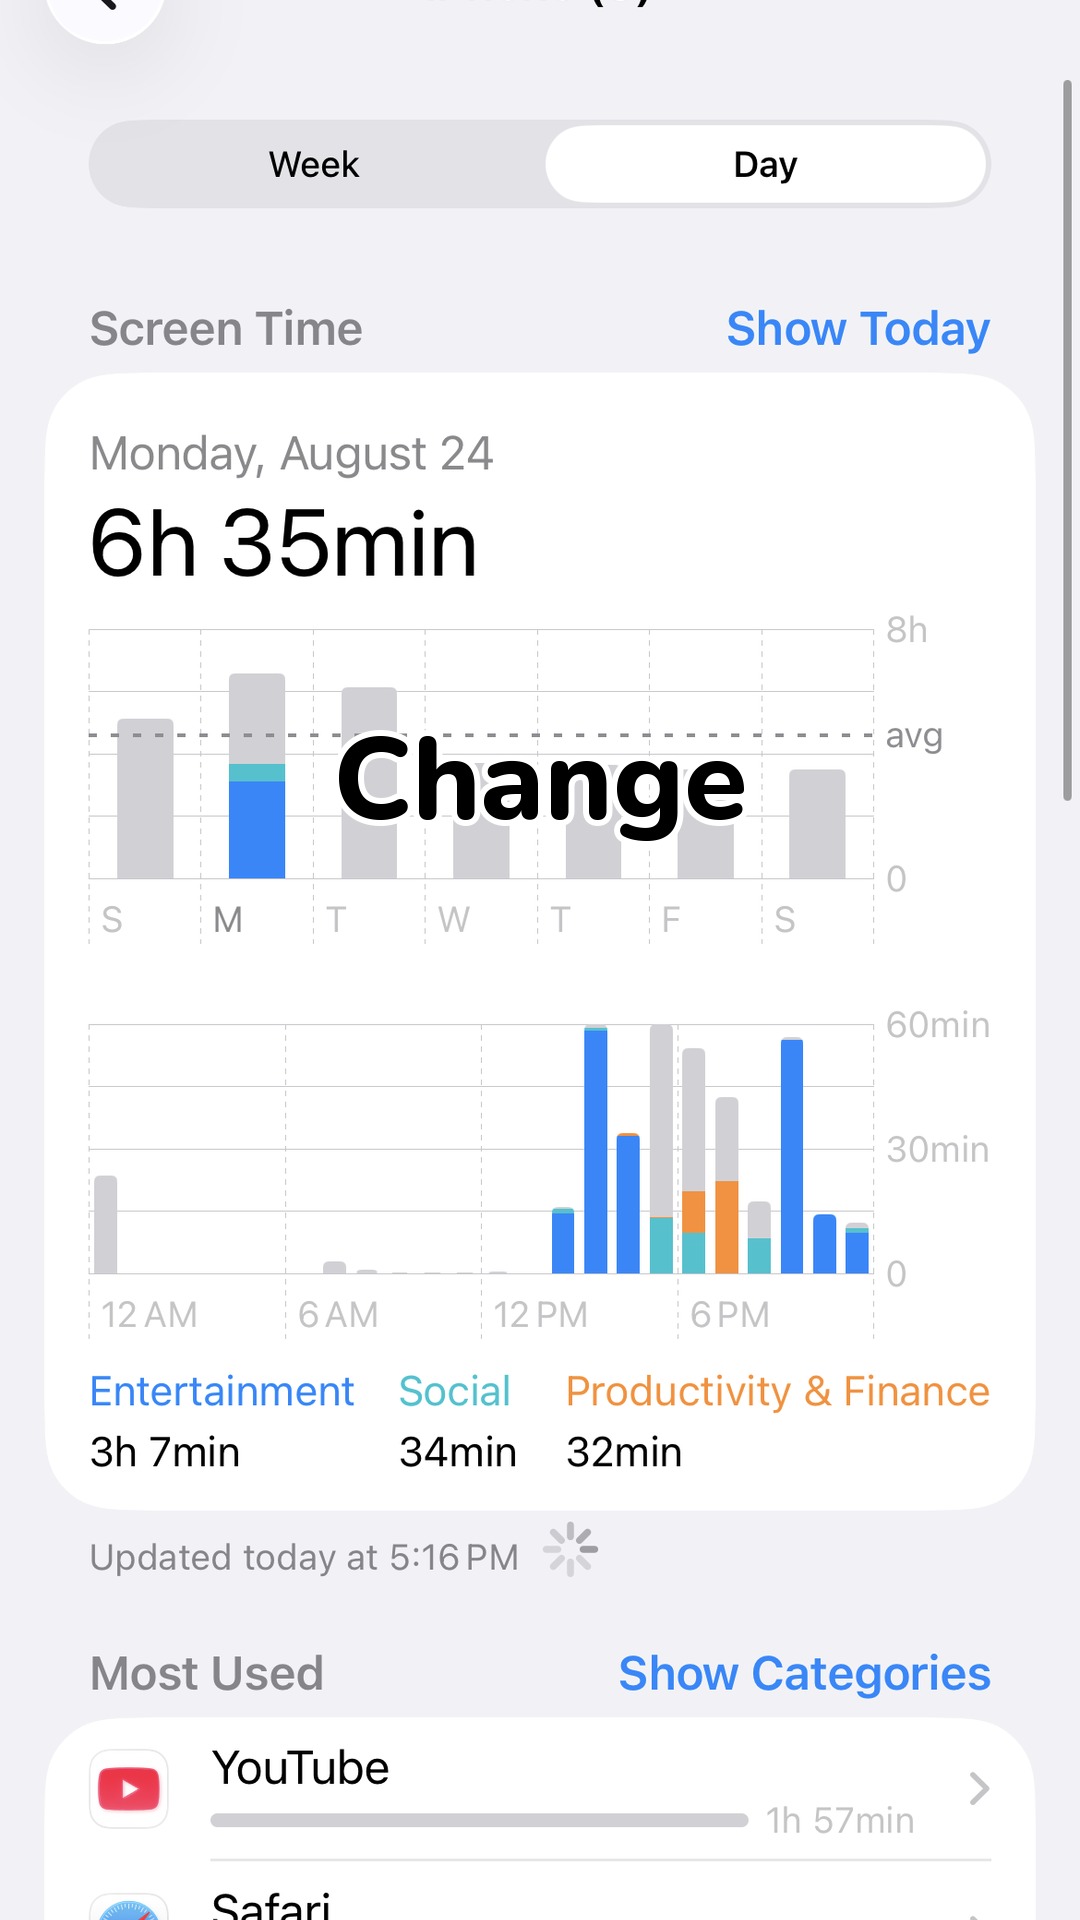 Week Day
Screen Time Show Today
Monday, August 24
6h 35min
8h
avg
Change
0
S M T W T F S
60min
30min
0
12 AM 6 AM 12 PM 6 PM
Entertainment Social Productivity & Finance
3h 7min 34min 32min
Updated today at 5:16 PM
Most Used Show Categories
YouTube
1h 57min
Safari